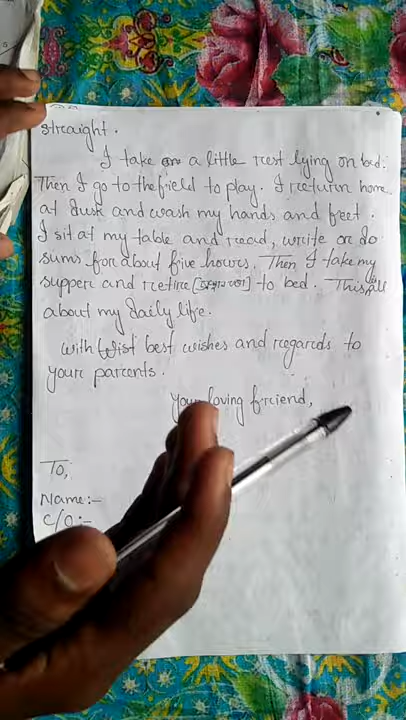 straight.
I take a little rest lying on bed.
Then I go to the field to play. I return home
at dusk and wash my hands and feet.
I sit at my table and read, write or do
sums for about five hours. Then I take my
supper and retire to bed. This all
about my daily life.
with best wishes and regards to
your parents.
Your loving friend,
To,
Name:-
C/O:-